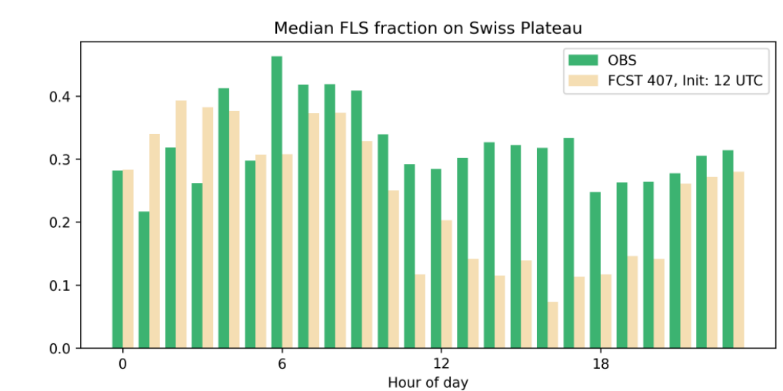 Median FLS fraction on Swiss Plateau
OBS
FCST 407, Init: 12 UTC
0.4
0.3
0.2
0.1
0.0
0 6 12 18
Hour of day